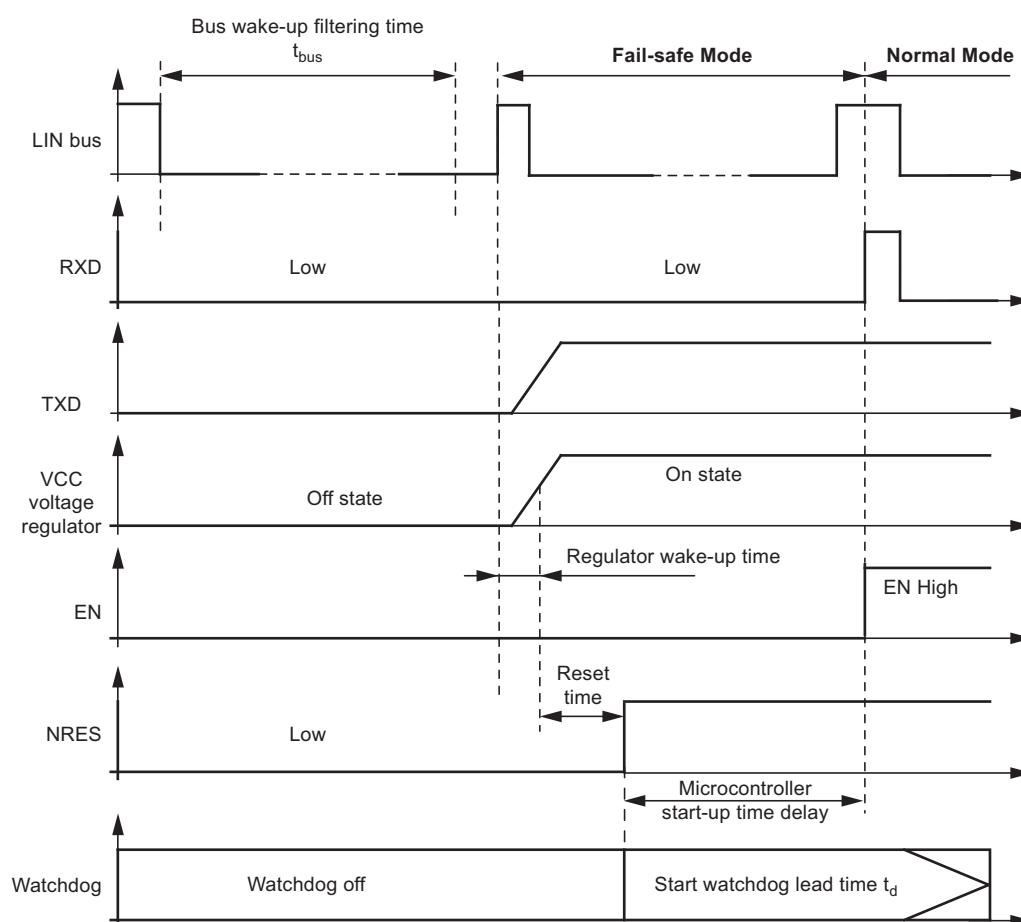 Bus wake-up filtering time
t_bus
Fail-safe Mode
Normal Mode
LIN bus
RXD
Low
Low
TXD
VCC
voltage
regulator
Off state
On state
Regulator wake-up time
EN
EN High
Reset
time
NRES
Low
Microcontroller
start-up time delay
Watchdog
Watchdog off
Start watchdog lead time t_d